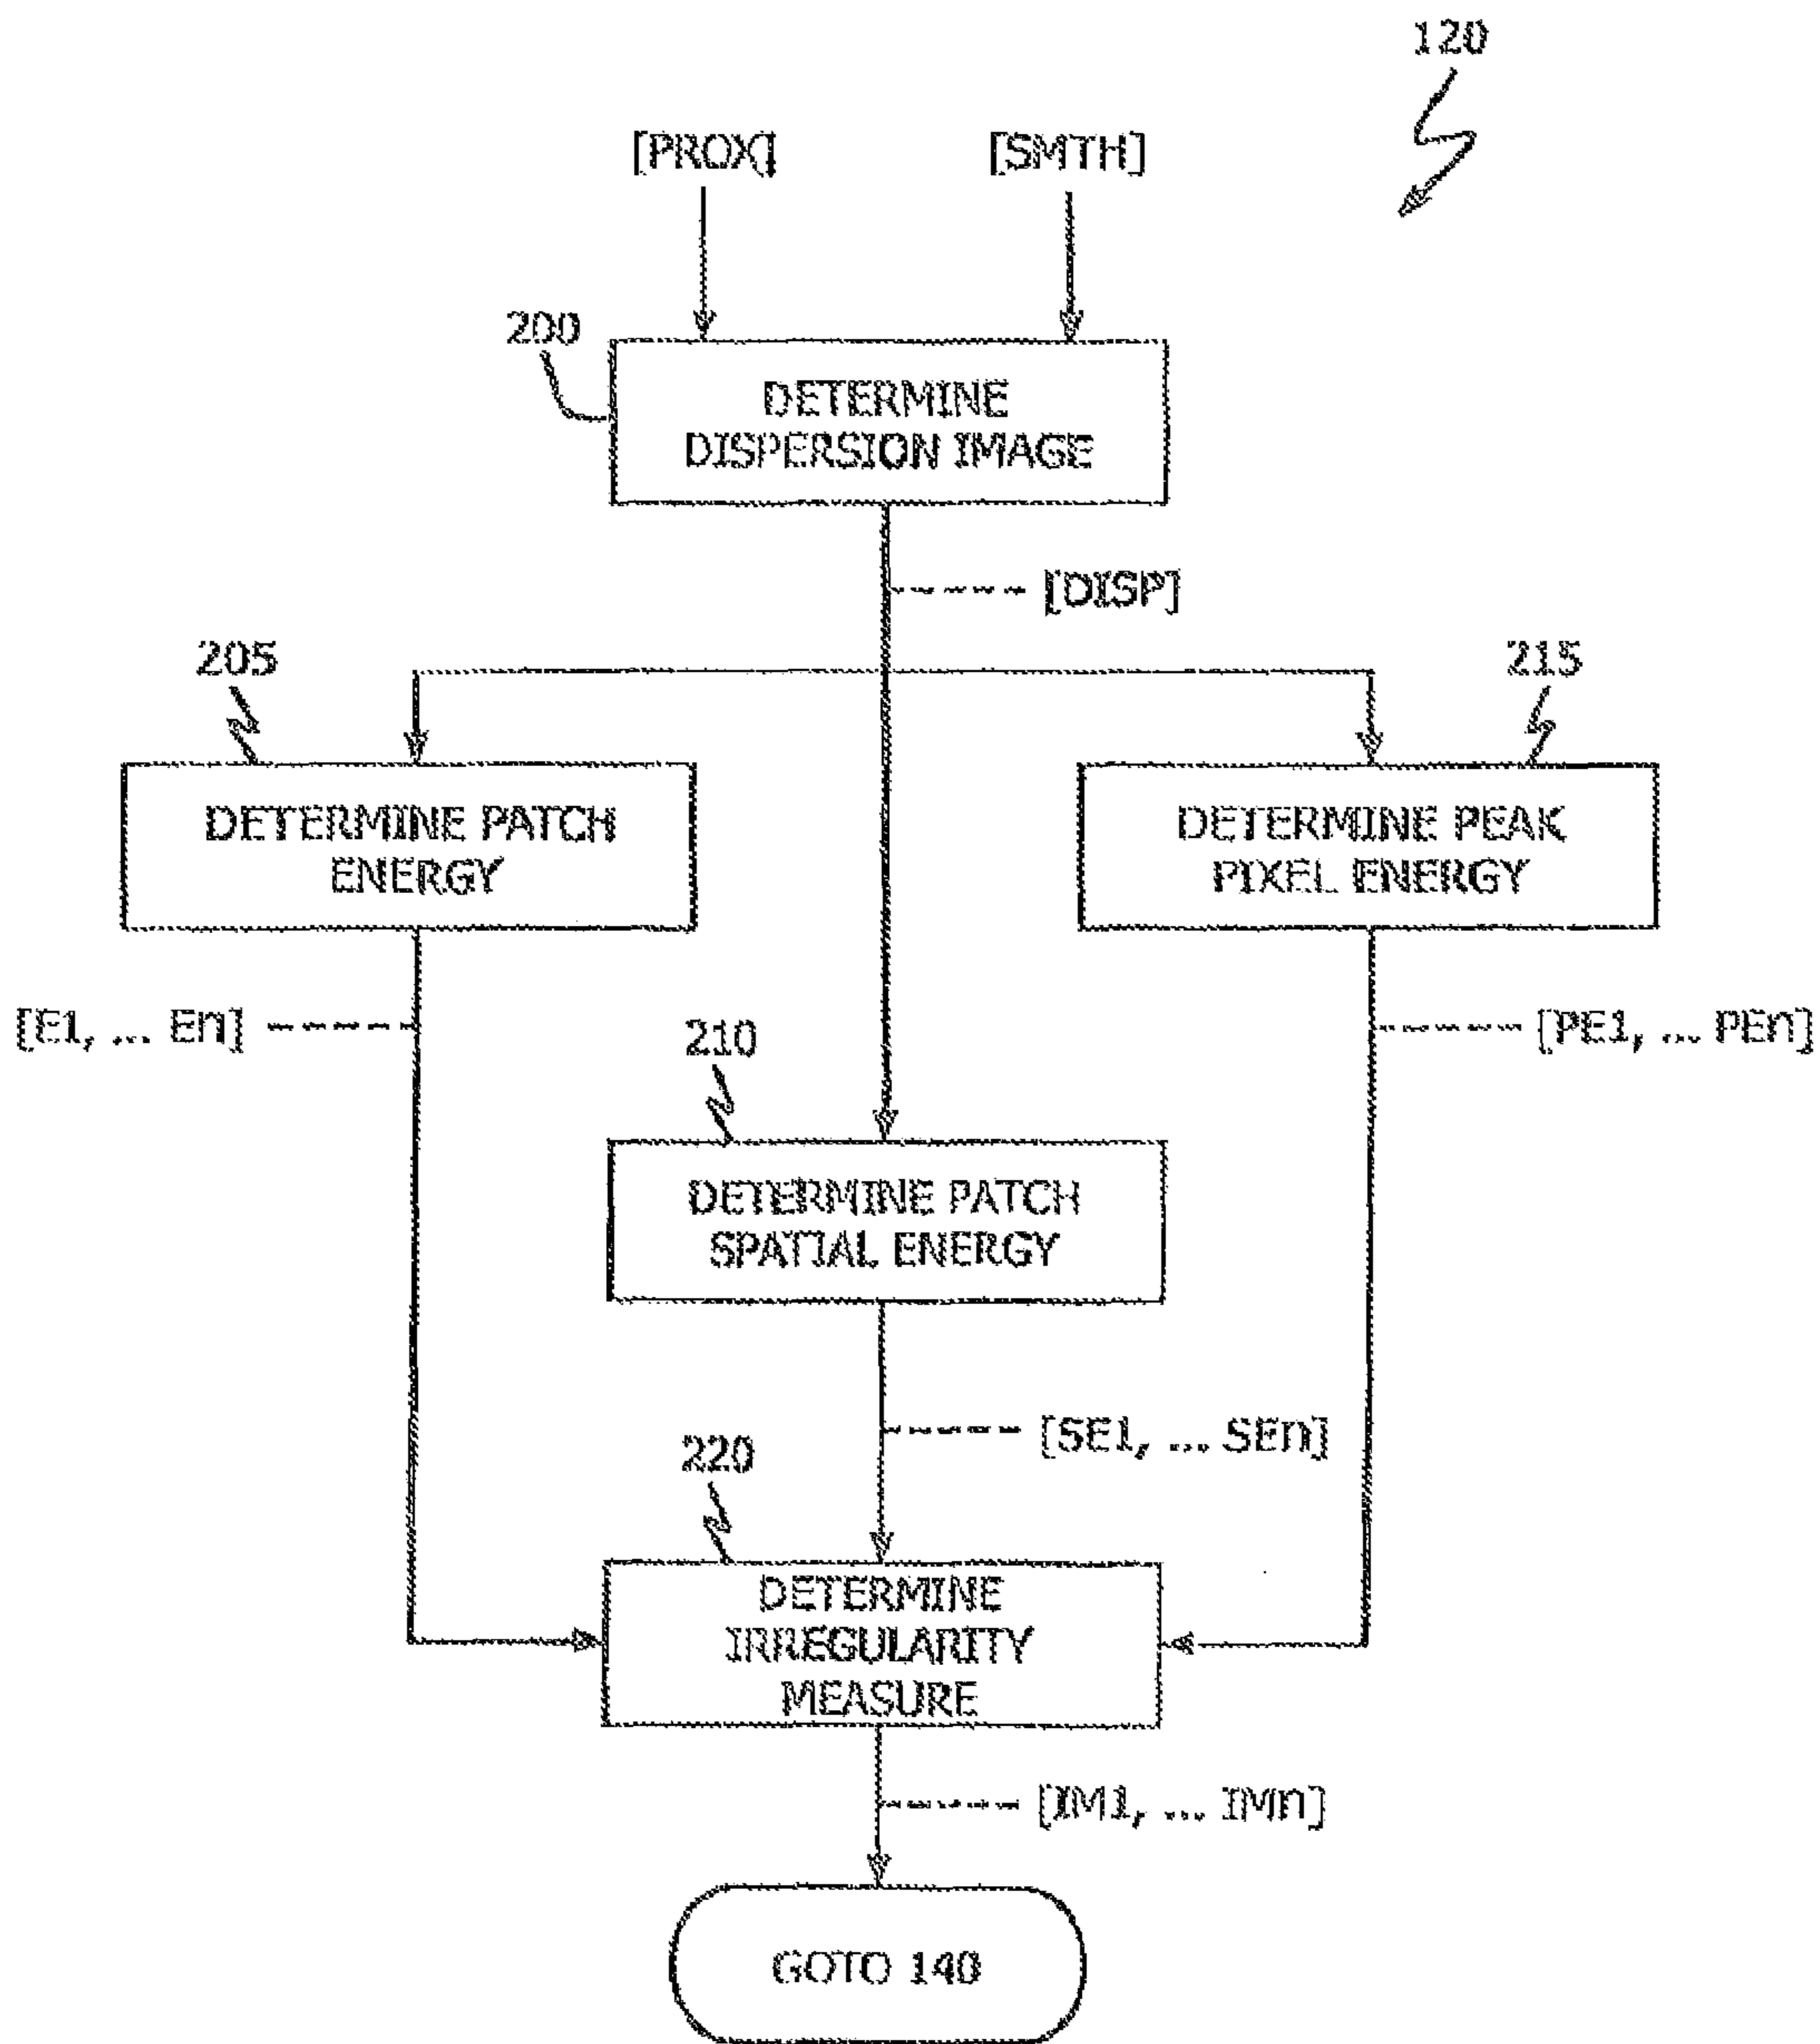 120
[PROX] [SMTH]
200
DETERMINE
DISPERSION IMAGE
[DISP]
205
215
DETERMINE PATCH
ENERGY
DETERMINE PEAK
PIXEL ENERGY
[E1, ... En]
210
[PE1, ... PEn]
DETERMINE PATCH
SPATIAL ENERGY
[SE1, ... SEn]
220
DETERMINE
IRREGULARITY
MEASURE
[IM1, ... IMn]
GOTO 140